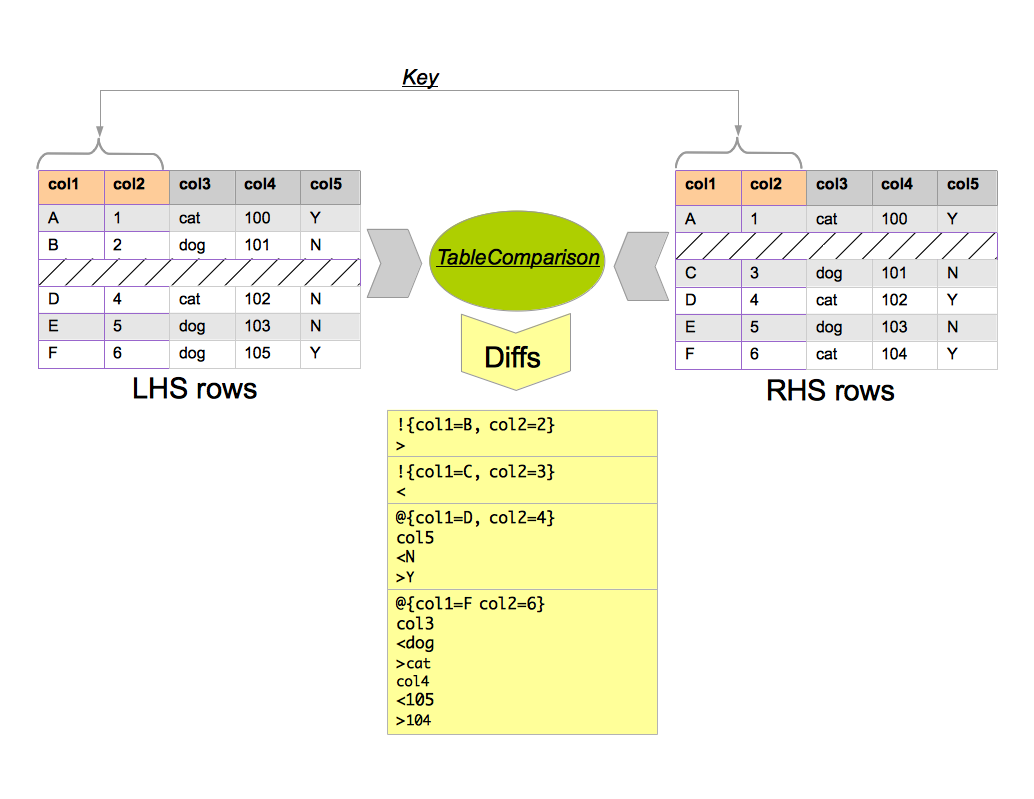 Key
col1 col2 col3 col4 col5
A 1 cat 100 Y
B 2 dog 101 N
D 4 cat 102 N
E 5 dog 103 N
F 6 dog 105 Y
LHS rows
TableComparison
Diffs
col1 col2 col3 col4 col5
A 1 cat 100 Y
C 3 dog 101 N
D 4 cat 102 Y
E 5 dog 103 N
F 6 cat 104 Y
RHS rows
!{col1=B, col2=2}
>
!{col1=C, col2=3}
<
@{col1=D, col2=4}
col5
<N
>Y
@{col1=F col2=6}
col3
<dog
>cat
col4
<105
>104